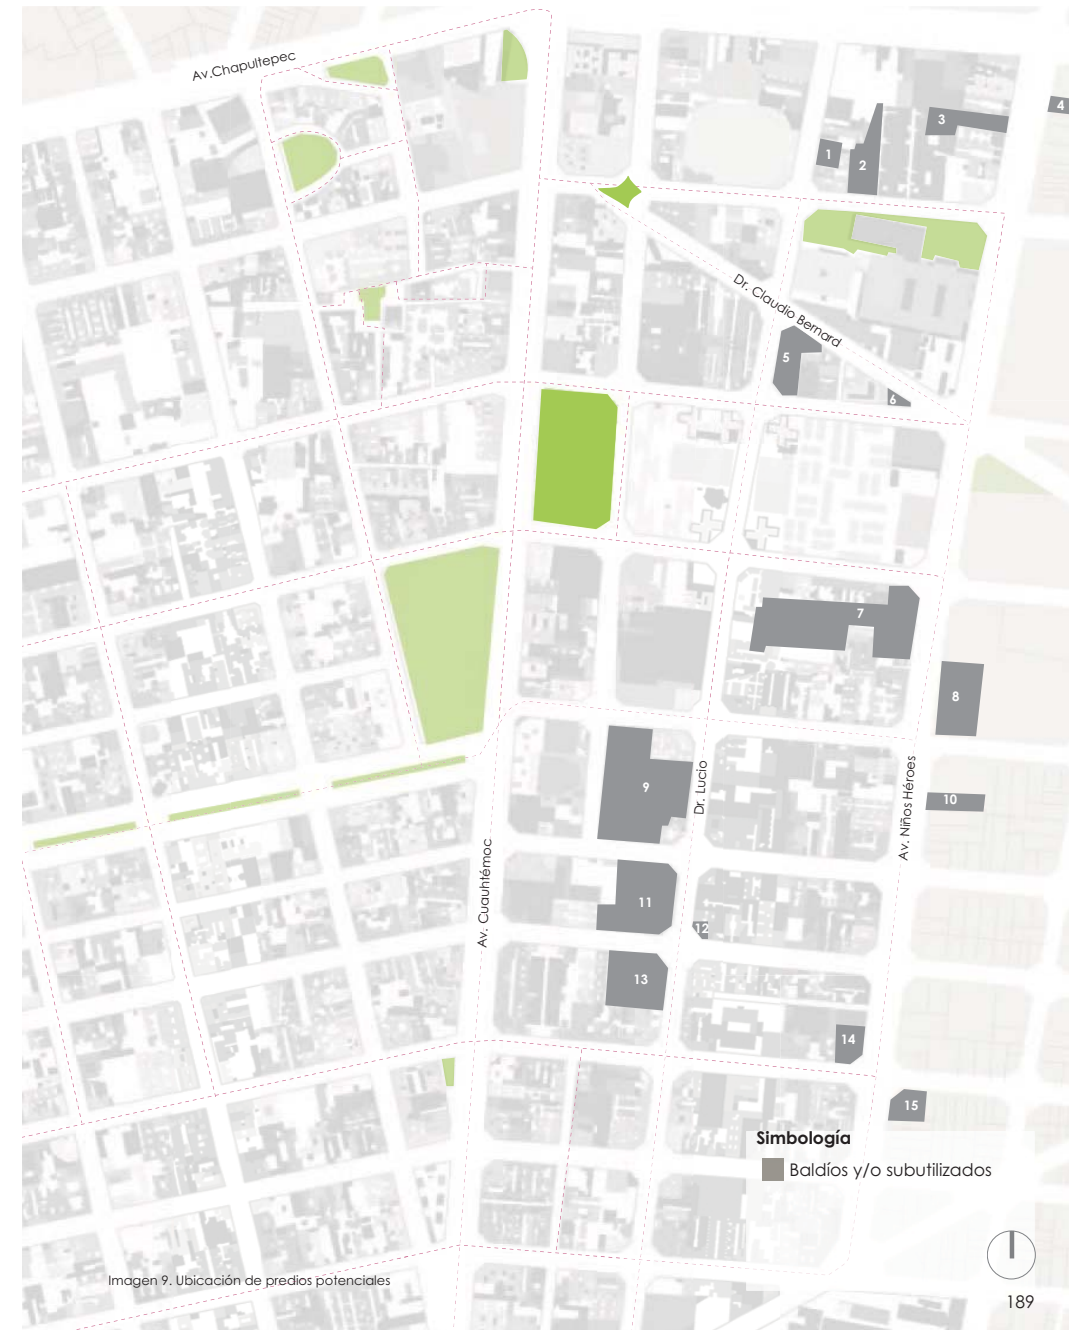 Av.Chapultepec
4
3
1
2
Dr. Claudio Bernard
5
6
7
8
9
Dr. Lucio
Av. Niños Héroes
10
Av. Cuauhtémoc
11
12
13
14
15
Simbología
Baldíos y/o subutilizados
Imagen 9. Ubicación de predios potenciales
189